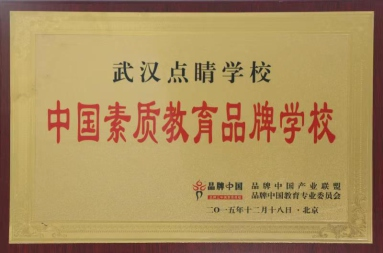 武汉点睛学校
中国素质教育品牌学校
品牌中国 品牌中国产业联盟
品牌中国教育专业委员会
二〇一五年十二月十八日·北京